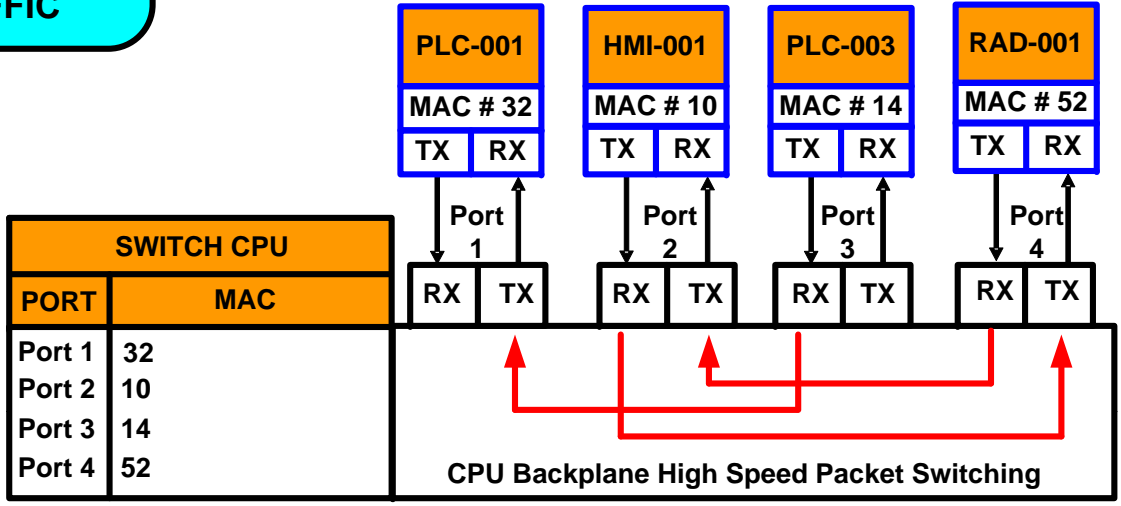 FFIC
PLC-001 HMI-001 PLC-003 RAD-001
MAC # 32 MAC # 10 MAC # 14 MAC # 52
TX RX TX RX TX RX TX RX
Port 1 Port 2 Port 3 Port 4
RX TX RX TX RX TX RX TX
SWITCH CPU
PORT MAC
Port 1 32
Port 2 10
Port 3 14
Port 4 52
CPU Backplane High Speed Packet Switching